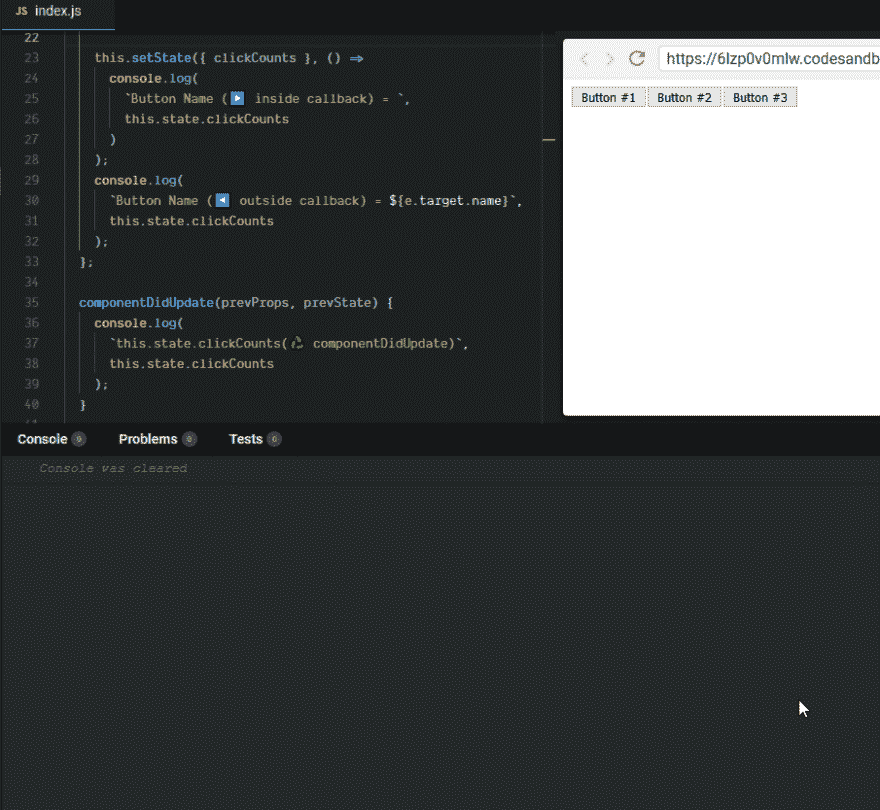 JS index.js
22
23 this.setState({ clickCounts }, () =>
24 console.log(
25 `Button Name (▶ inside callback) = `,
26 this.state.clickCounts
27 )
28 );
29 console.log(
30 `Button Name (◀ outside callback) = ${e.target.name}`,
31 this.state.clickCounts
32 );
33 };
34
35 componentDidUpdate(prevProps, prevState) {
36 console.log(
37 `this.state.clickCounts(♻ componentDidUpdate)`,
38 this.state.clickCounts
39 );
40 }
https://6lzp0v0mlw.codesandb
Button #1 Button #2 Button #3
Console 0 Problems 0 Tests 0
Console was cleared